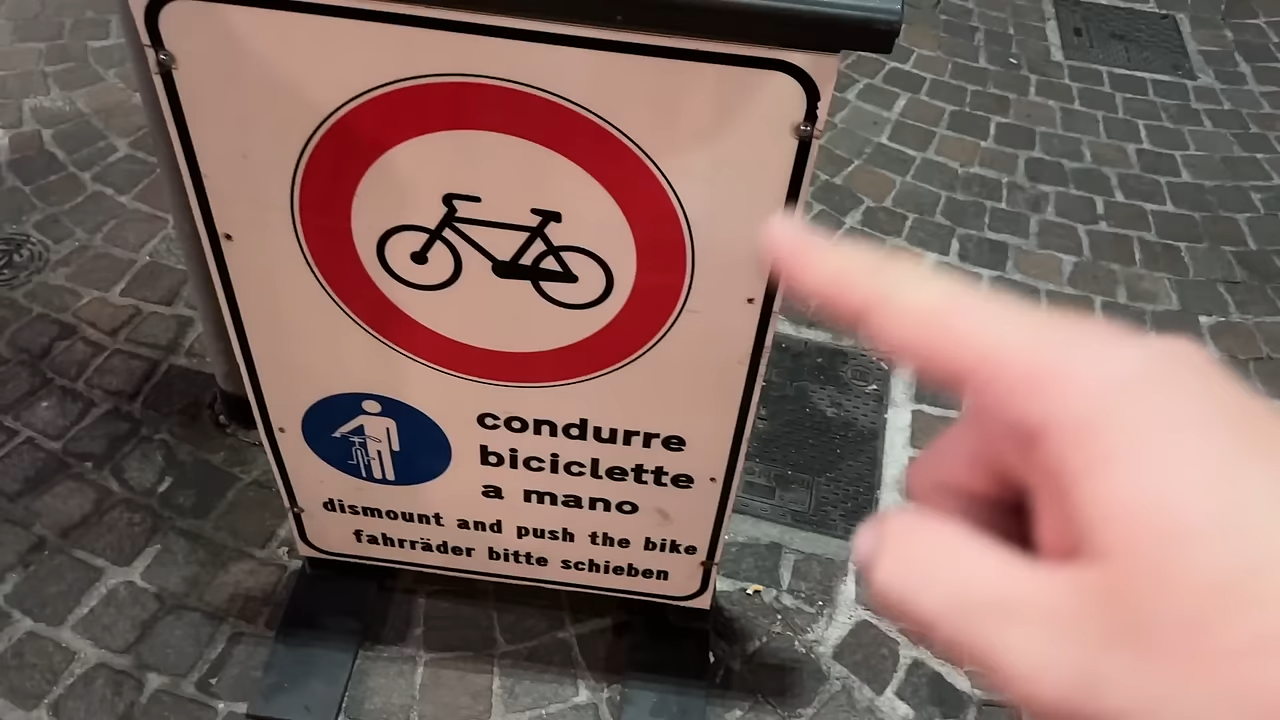 condurre
biciclette
a mano
dismount and push the bike
fahrräder bitte schieben